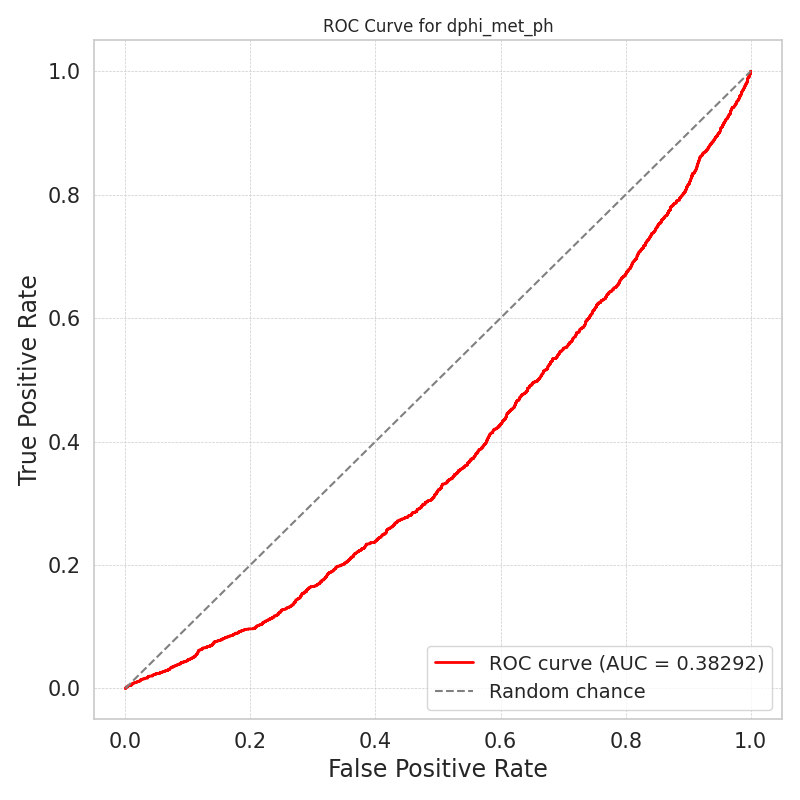 ROC Curve for dphi_met_ph
True Positive Rate
1.0
0.8
0.6
0.4
0.2
0.0
ROC curve (AUC = 0.38292)
Random chance
0.0 0.2 0.4 0.6 0.8 1.0
False Positive Rate